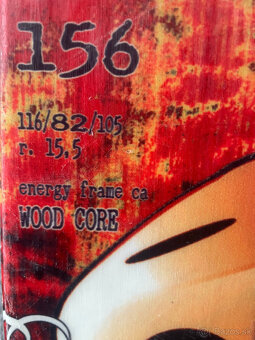 156
116/82/105
r. 15,5
energy frame ca
WOOD CORE